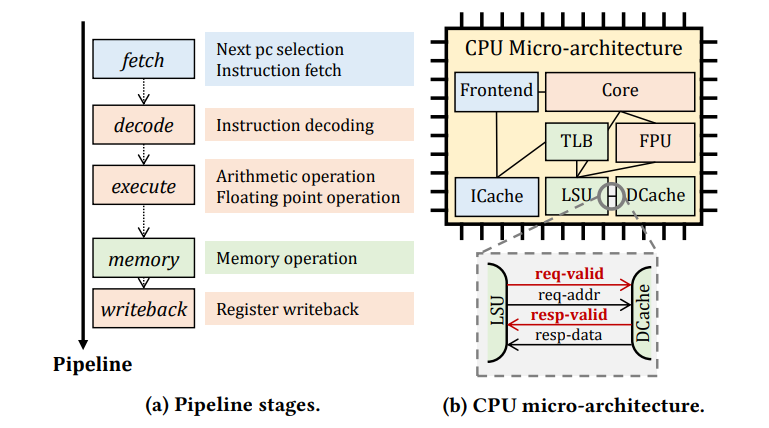 fetch
Next pc selection
Instruction fetch
decode
Instruction decoding
execute
Arithmetic operation
Floating point operation
memory
Memory operation
writeback
Register writeback
Pipeline
(a) Pipeline stages.
CPU Micro-architecture
Frontend
Core
TLB
FPU
ICache
LSU
DCache
req-valid
req-addr
resp-valid
resp-data
LSU
DCache
(b) CPU micro-architecture.